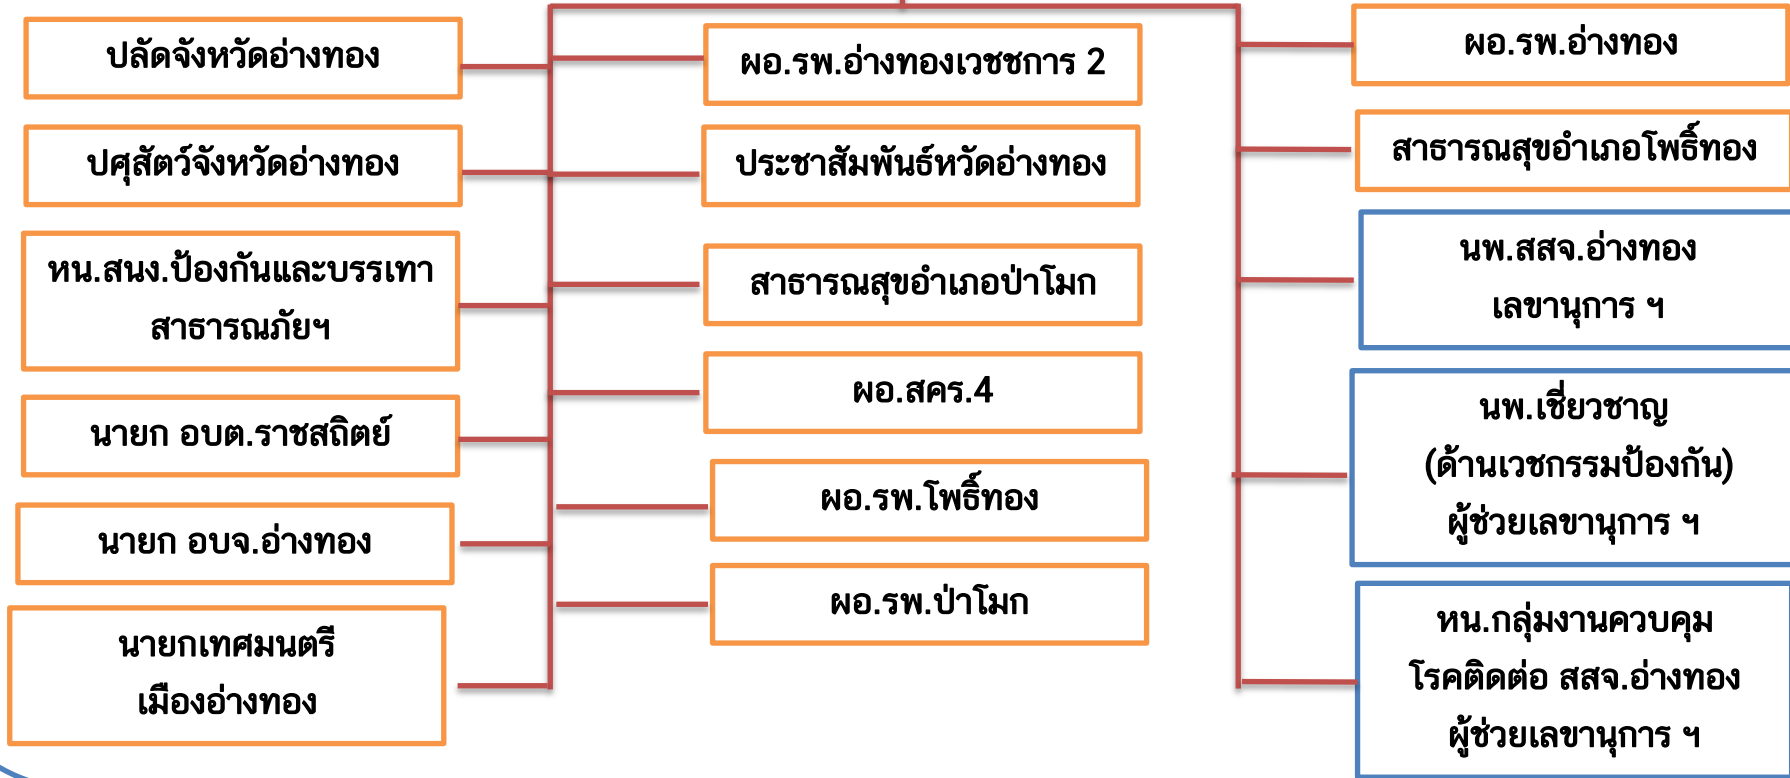 ปลัดจังหวัดอ่างทอง
ปศุสัตว์จังหวัดอ่างทอง
หน.สนง.ป้องกันและบรรเทา
สาธารณภัยฯ
นายก อบต.ราชสถิตย์
นายก อบจ.อ่างทอง
นายกเทศมนตรี
เมืองอ่างทอง
ผอ.รพ.อ่างทองเวชชการ 2
ประชาสัมพันธ์หวัดอ่างทอง
สาธารณสุขอำเภอป่าโมก
ผอ.สคร.4
ผอ.รพ.โพธิ์ทอง
ผอ.รพ.ป่าโมก
ผอ.รพ.อ่างทอง
สาธารณสุขอำเภอโพธิ์ทอง
นพ.สสจ.อ่างทอง
เลขานุการ ฯ
นพ.เชี่ยวชาญ
(ด้านเวชกรรมป้องกัน)
ผู้ช่วยเลขานุการ ฯ
หน.กลุ่มงานควบคุม
โรคติดต่อ สสจ.อ่างทอง
ผู้ช่วยเลขานุการ ฯ